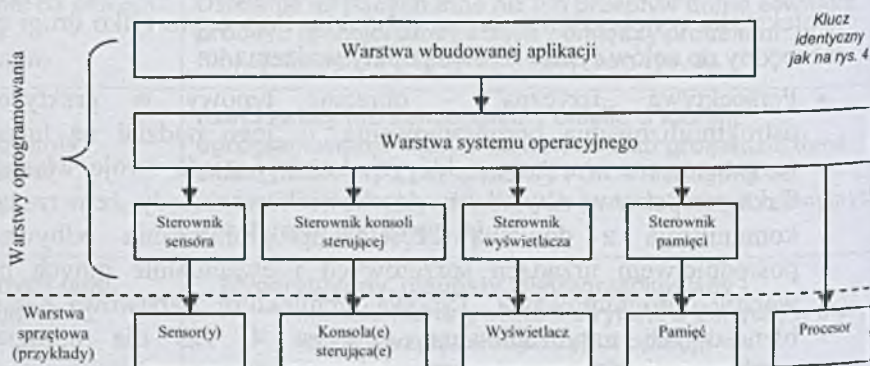 Klucz
identyczny
jak na rys. 4
Warstwy oprogramowania
Warstwa wbudowanej aplikacji
Warstwa systemu operacyjnego
Sterownik
sensora
Sterownik konsoli
sterującej
Sterownik
wyświetlacza
Sterownik
pamięci
Warstwa
sprzętowa
(przykłady)
Sensor(y)
Konsola(e)
sterująca(e)
Wyświetlacz
Pamięć
Procesor